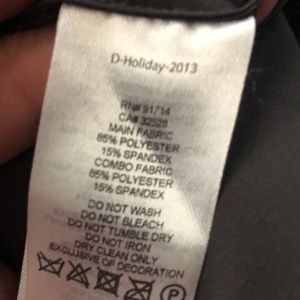 D-Holiday-2013
RN# 91714
CA# 32528
MAIN FABRIC
85% POLYESTER
15% SPANDEX
COMBO FABRIC
85% POLYESTER
15% SPANDEX
DO NOT WASH
DO NOT BLEACH
DO NOT TUMBLE DRY
DO NOT IRON
DRY CLEAN ONLY
EXCLUSIVE OF DECORATION